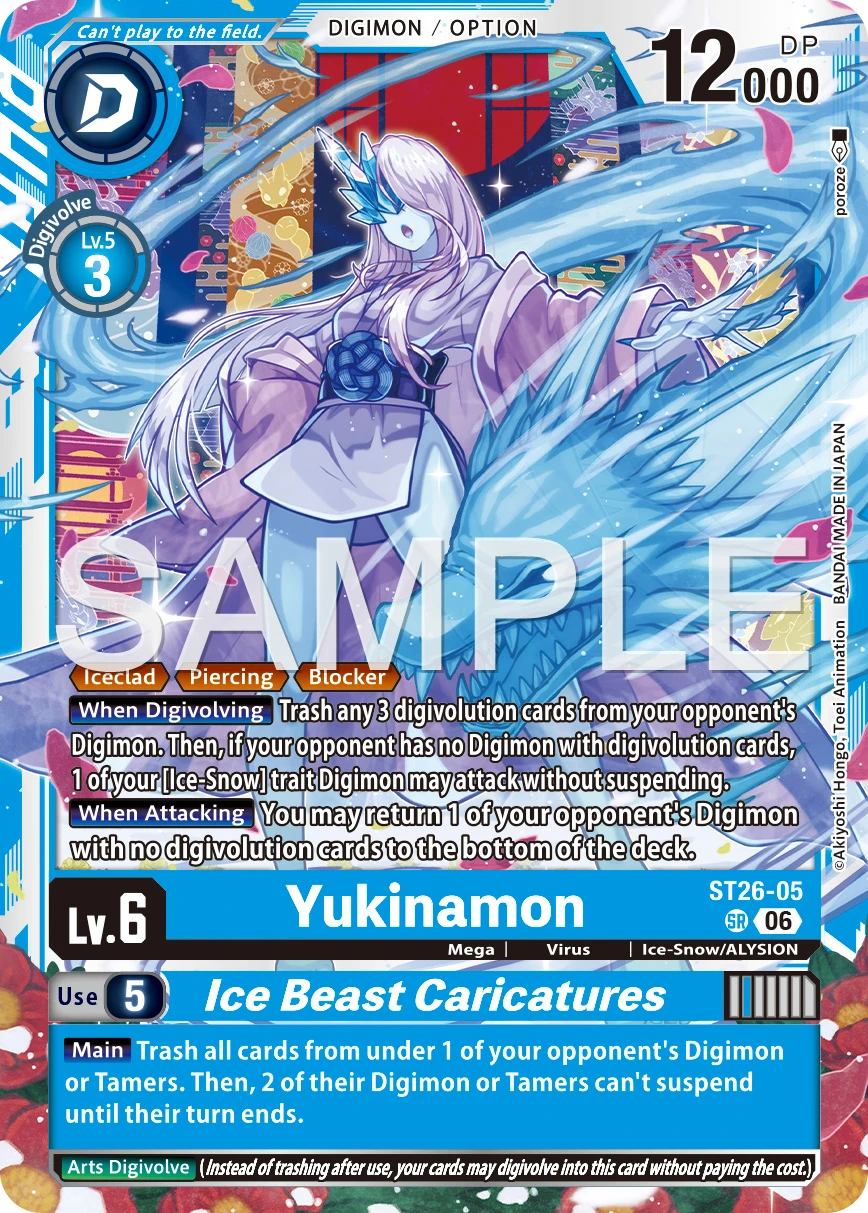 Can't play to the field.
DIGIMON / OPTION
12000
DP
D
Digivolve
Lv.5
3
poroze
SAMPLE
Iceclad
Piercing
Blocker
When Digivolving Trash any 3 digivolution cards from your opponent's
Digimon. Then, if your opponent has no Digimon with digivolution cards,
1 of your [Ice-Snow] trait Digimon may attack without suspending.
When Attacking You may return 1 of your opponent's Digimon
with no digivolution cards to the bottom of the deck.
©Akiyoshi Hongo, Toei Animation BANDAI MADE IN JAPAN
Lv.6
Yukinamon
ST26-05
SR 06
Mega | Virus | Ice-Snow/ALYSION
Use 5
Ice Beast Caricatures
Main Trash all cards from under 1 of your opponent's Digimon
or Tamers. Then, 2 of their Digimon or Tamers can't suspend
until their turn ends.
Arts Digivolve (Instead of trashing after use, your cards may digivolve into this card without paying the cost.)